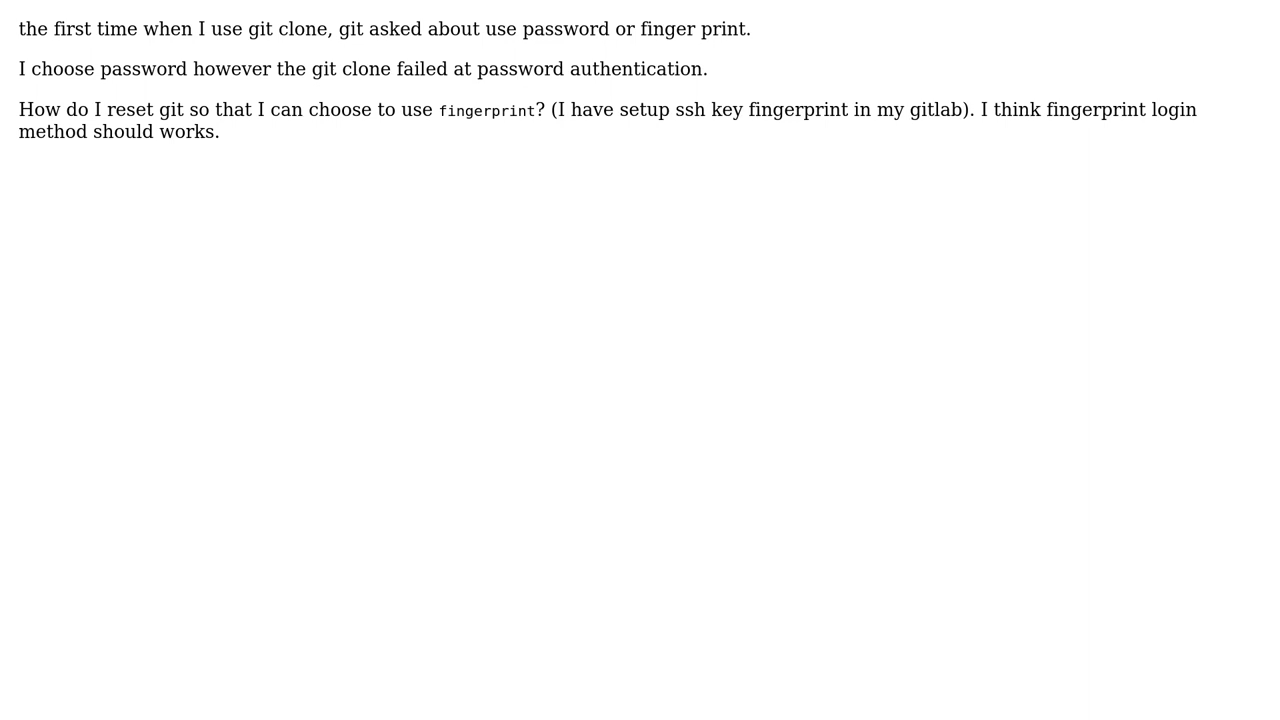 the first time when I use git clone, git asked about use password or finger print.
I choose password however the git clone failed at password authentication.
How do I reset git so that I can choose to use fingerprint? (I have setup ssh key fingerprint in my gitlab). I think fingerprint login
method should works.